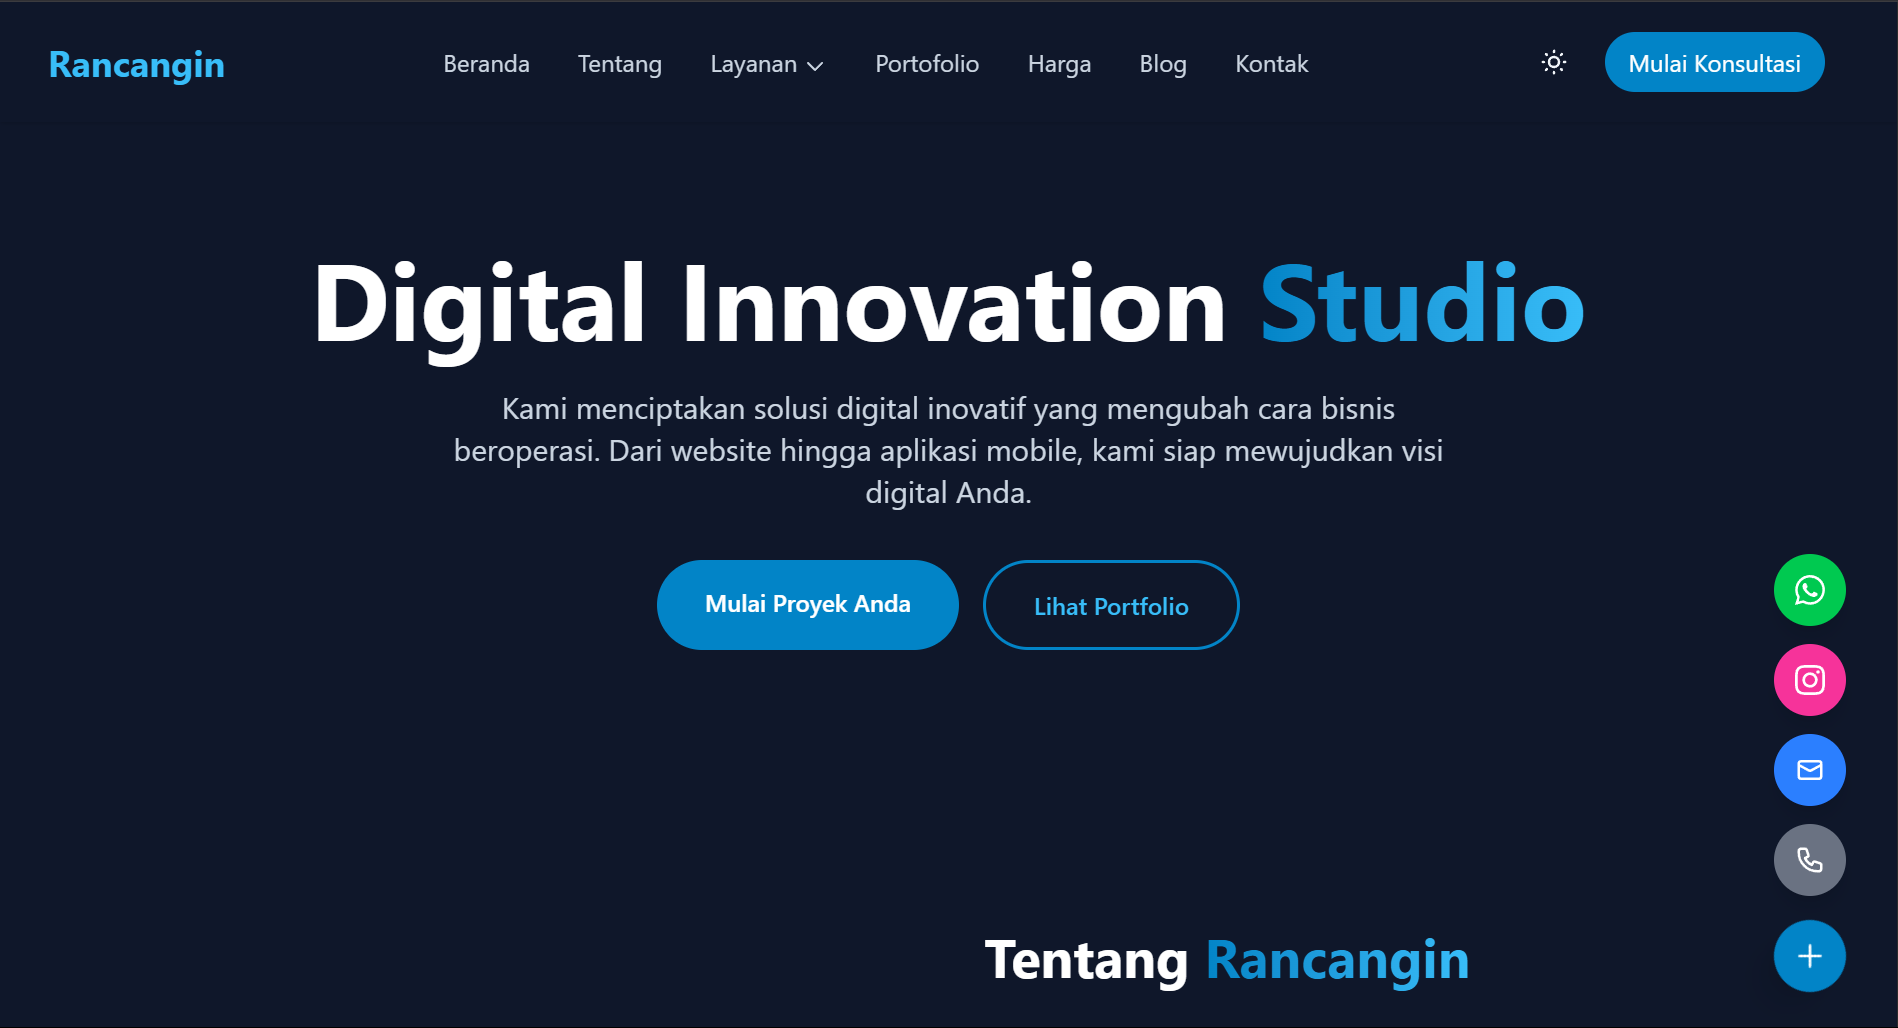 Rancangin
Beranda
Tentang
Layanan
Portofolio
Harga
Blog
Kontak
Mulai Konsultasi
Digital Innovation Studio
Kami menciptakan solusi digital inovatif yang mengubah cara bisnis
beroperasi. Dari website hingga aplikasi mobile, kami siap mewujudkan visi
digital Anda.
Mulai Proyek Anda
Lihat Portfolio
Tentang Rancangin